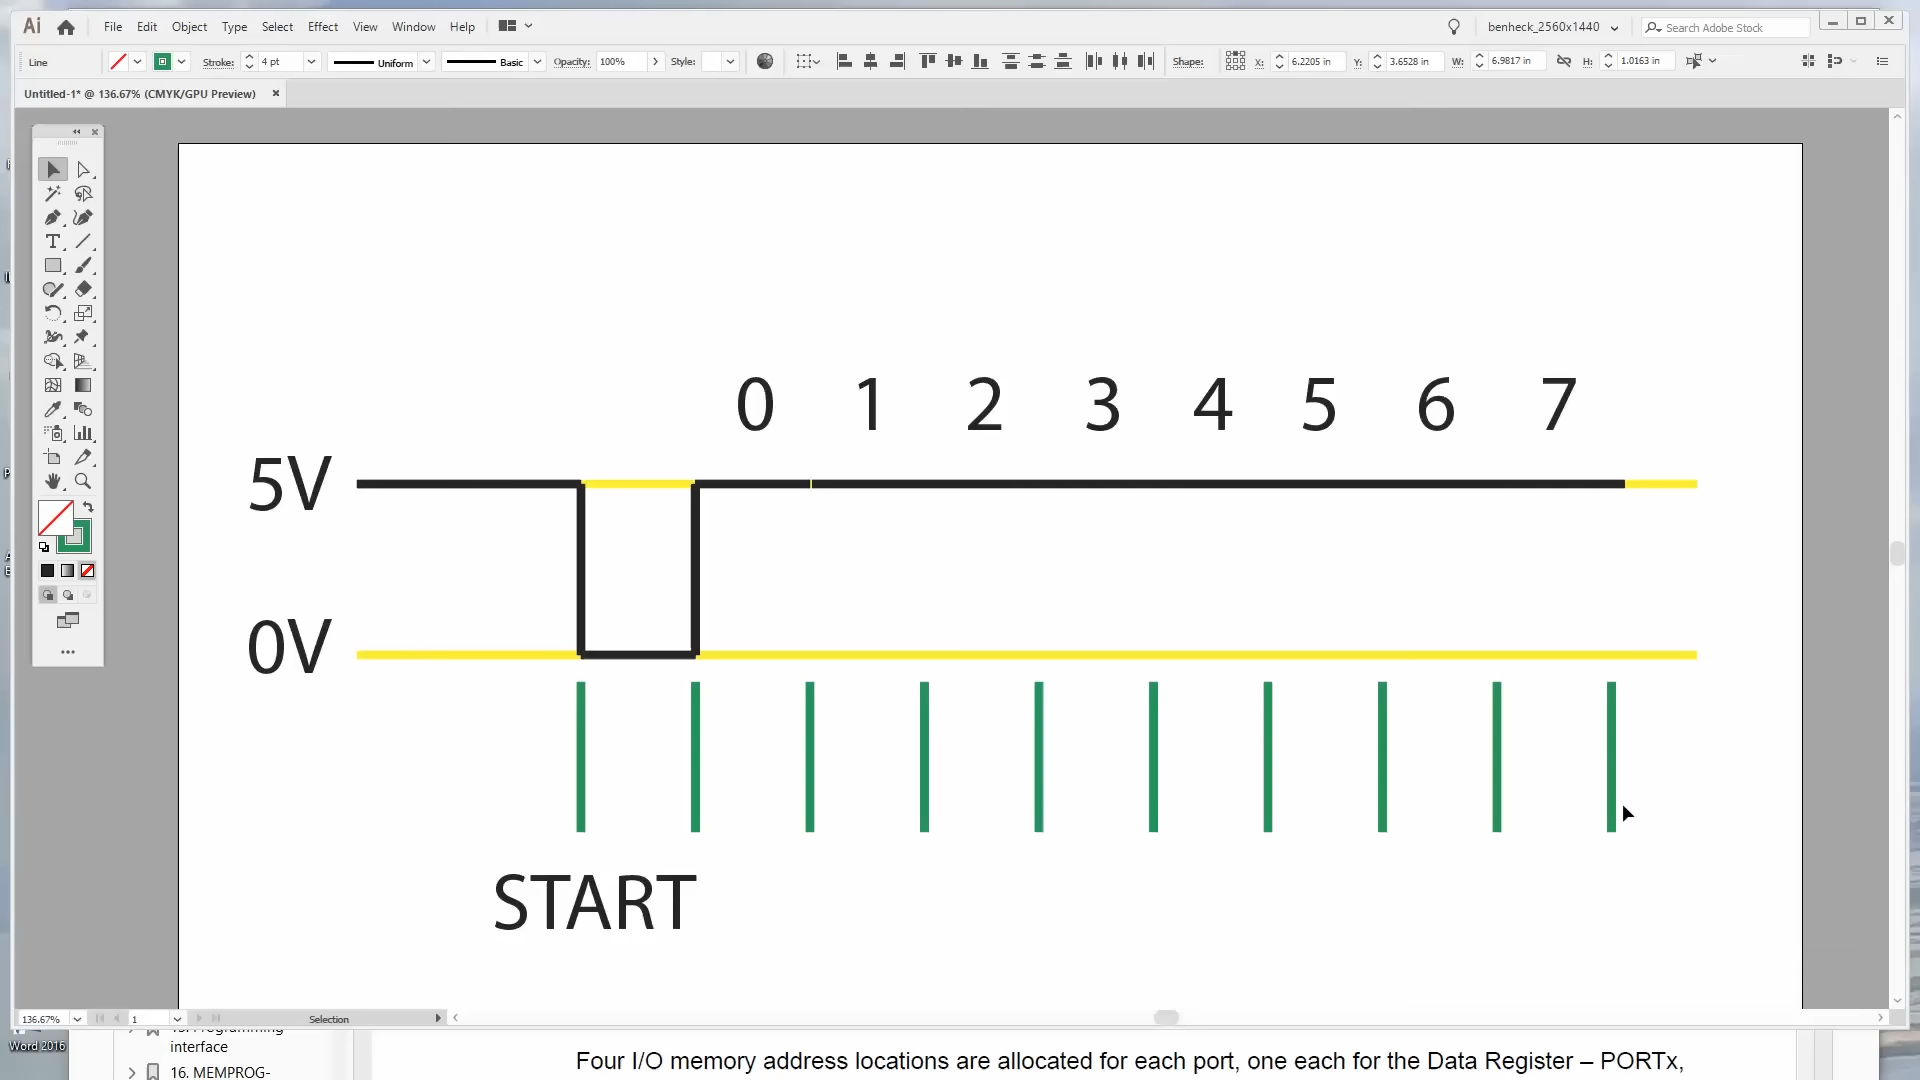 Ai File Edit Object Type Select Effect View Window Help benheck_2560x1440 Search Adobe Stock
Line Stroke: 4 pt Uniform Basic Opacity: 100% Style: Shape: X: 6.2205 in Y: 3.6528 in W: 6.9817 in H: 1.0163 in
Untitled-1* @ 136.67% (CMYK/GPU Preview)
0 1 2 3 4 5 6 7
5V
0V
START
136.67% 1 Selection
Word 2016
interface
16. MEMPROG-
Four I/O memory address locations are allocated for each port, one each for the Data Register – PORTx,